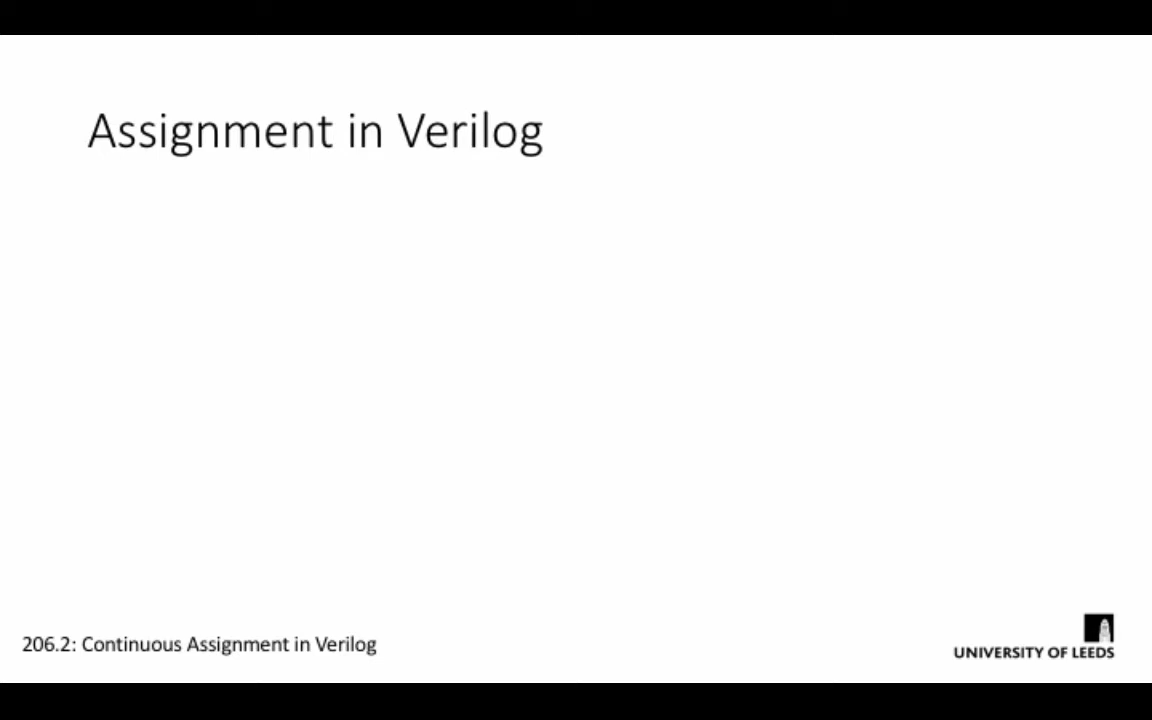 Assignment in Verilog
206.2: Continuous Assignment in Verilog
UNIVERSITY OF LEEDS